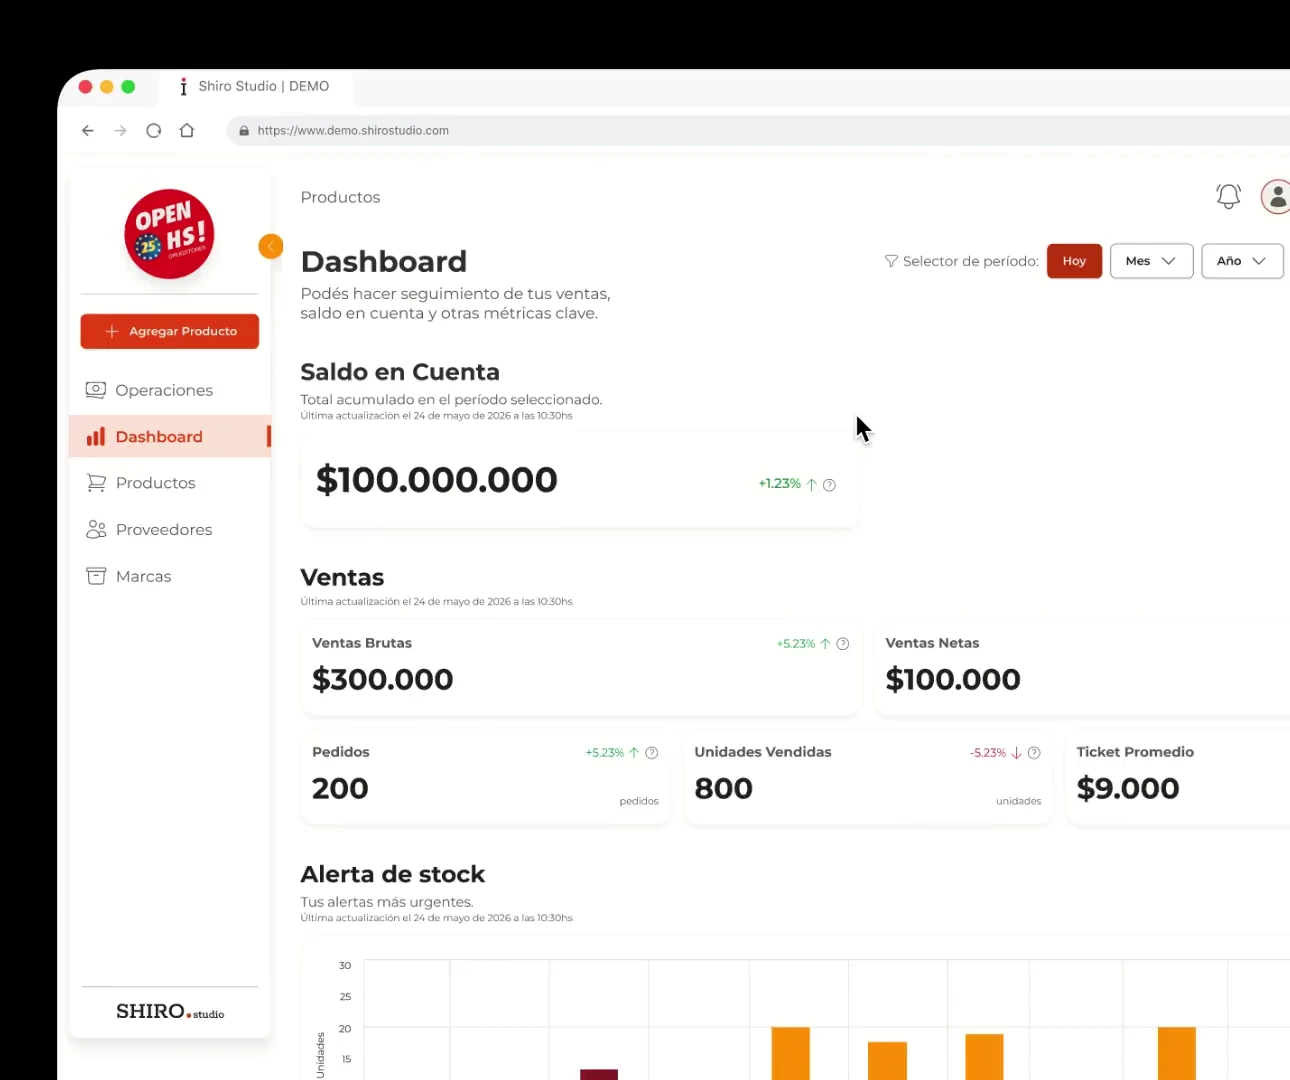 Shiro Studio | DEMO
https://www.demo.shirostudio.com
OPEN
25
HS!
DRUGSTORES
Agregar Producto
Operaciones
Dashboard
Productos
Proveedores
Marcas
SHIRO.studio
Productos
Dashboard
Podés hacer seguimiento de tus ventas,
saldo en cuenta y otras métricas clave.
Selector de período:
Hoy
Mes
Año
Saldo en Cuenta
Total acumulado en el período seleccionado.
Última actualización el 24 de mayo de 2026 a las 10:30hs
$100.000.000
+1.23%
Ventas
Última actualización el 24 de mayo de 2026 a las 10:30hs
Ventas Brutas
+5.23%
$300.000
Ventas Netas
$100.000
Pedidos
+5.23%
200
pedidos
Unidades Vendidas
-5.23%
800
unidades
Ticket Promedio
$9.000
Alerta de stock
Tus alertas más urgentes.
Última actualización el 24 de mayo de 2026 a las 10:30hs
30
25
20
15
Unidades